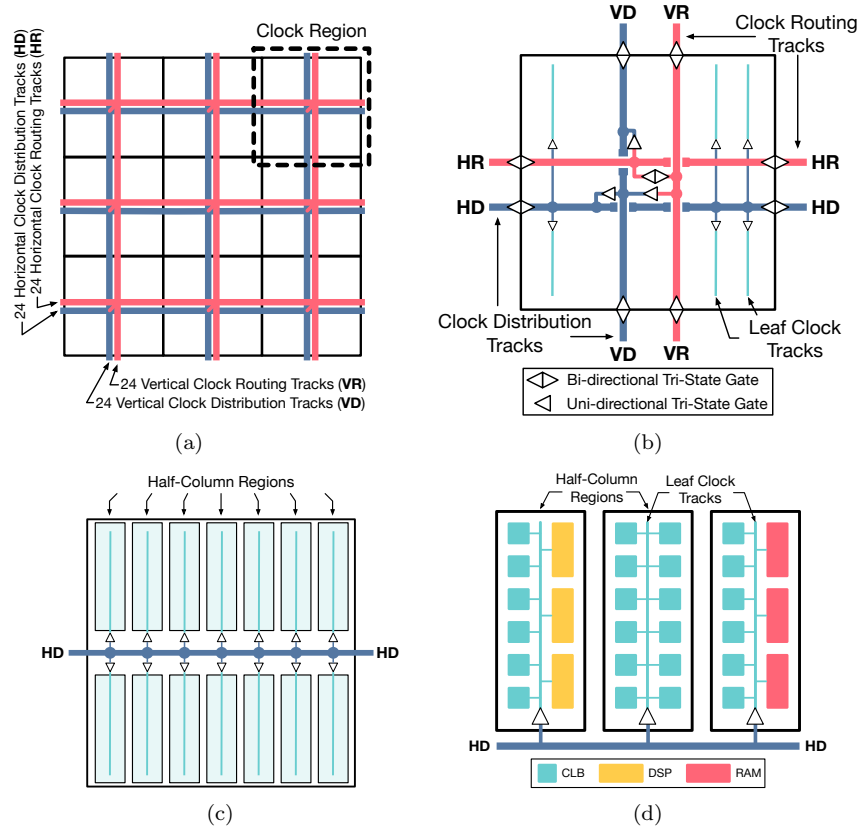 Clock Region
24 Horizontal Clock Distribution Tracks (HD)
24 Horizontal Clock Routing Tracks (HR)
24 Vertical Clock Routing Tracks (VR)
24 Vertical Clock Distribution Tracks (VD)
(a)
VD
VR
Clock Routing
Tracks
HR
HR
HD
HD
Clock Distribution
Tracks
VD
VR
Leaf Clock
Tracks
Bi-directional Tri-State Gate
Uni-directional Tri-State Gate
(b)
Half-Column Regions
HD
HD
(c)
Half-Column
Regions
Leaf Clock
Tracks
HD
HD
CLB
DSP
RAM
(d)